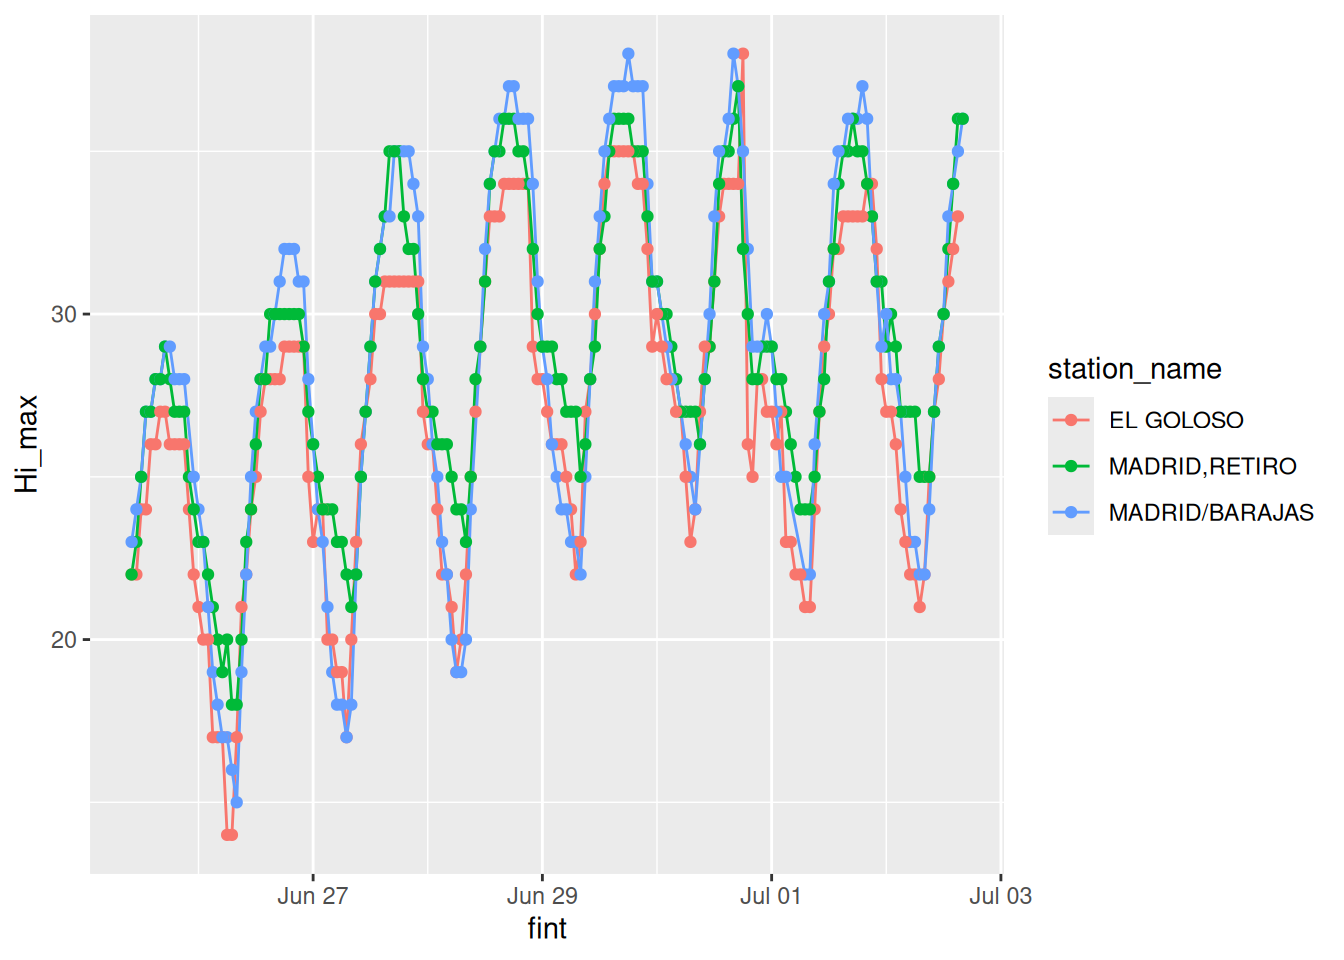 Hi_max
30
20
Jun 27
Jun 29
Jul 01
Jul 03
fint
station_name
EL GOLOSO
MADRID,RETIRO
MADRID/BARAJAS